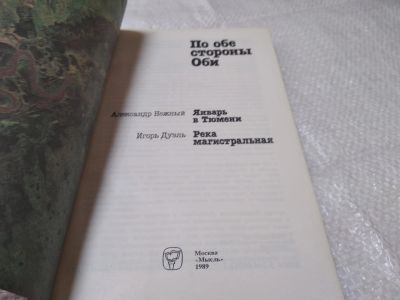 По обе
стороны
Оби
Александр Нежный Январь
в Тюмени
Игорь Дуэль Река
магистральная
Москва
«Мысль»
1989